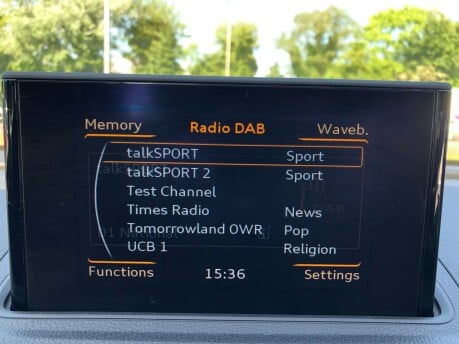 Memory Radio DAB Waveb.
talkSPORT Sport
talkSPORT 2 Sport
Test Channel
Times Radio News
Tomorrowland OWR Pop
UCB 1 Religion
Functions 15:36 Settings